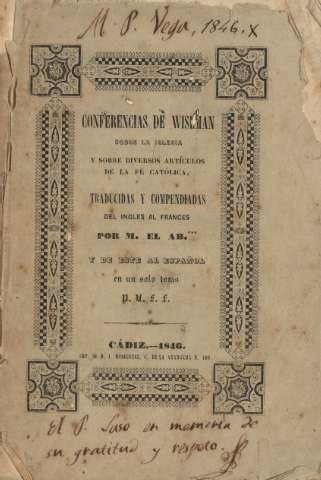 M. P. Vega, 1846.
CONFERENCIAS DE WISEMAN
SOBRE LA IGLESIA
Y SOBRE DIVERSOS ARTÍCULOS
DE LA FÉ CATÓLICA,
TRADUCIDAS Y COMPENDIADAS
DEL INGLES AL FRANCES
POR M. EL AB.***
Y DE ESTE AL ESPAÑOL
en un solo tomo
CÁDIZ.—1846.
El P. Laso en memoria de
su gratitud y respeto.